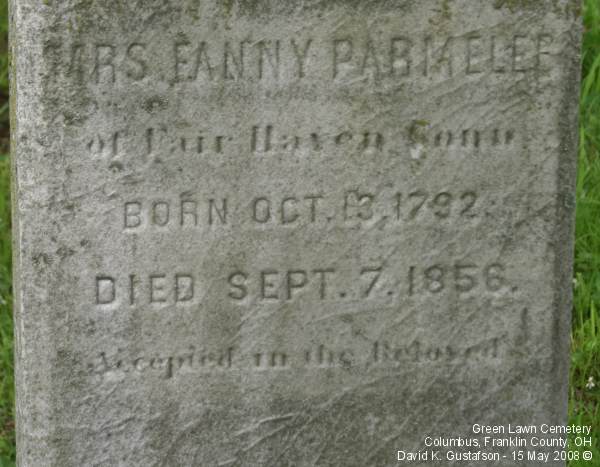 MRS. FANNY PARMELEE
of Fair Haven Conn.
BORN OCT. 13. 1792.
DIED SEPT. 7. 1856.
Accepted in the Beloved
Green Lawn Cemetery
Columbus, Franklin County, OH
David K. Gustafson - 15 May 2008 ©